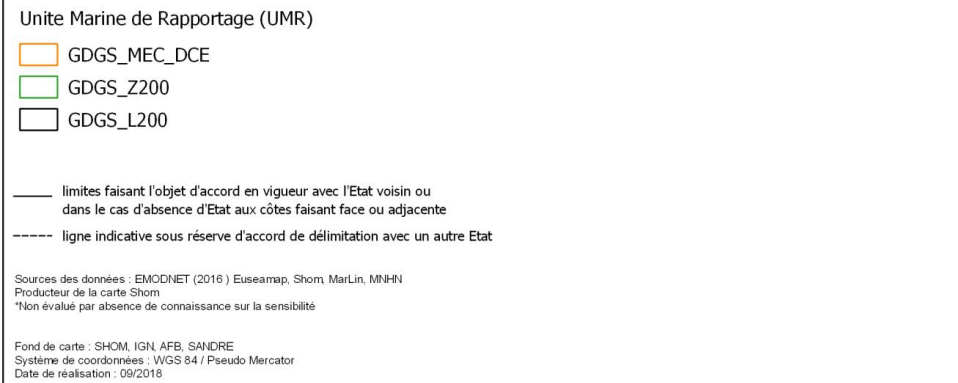 Unite Marine de Rapportage (UMR)
GDGS_MEC_DCE
GDGS_Z200
GDGS_L200
limites faisant l'objet d'accord en vigueur avec l'Etat voisin ou
dans le cas d'absence d'Etat aux côtes faisant face ou adjacente
ligne indicative sous réserve d'accord de délimitation avec un autre Etat
Sources des données : EMODNET (2016 ) Euseamap, Shom, MarLin, MNHN
Producteur de la carte Shom
*Non évalué par absence de connaissance sur la sensibilité
Fond de carte : SHOM, IGN, AFB, SANDRE
Système de coordonnées : WGS 84 / Pseudo Mercator
Date de réalisation : 09/2018